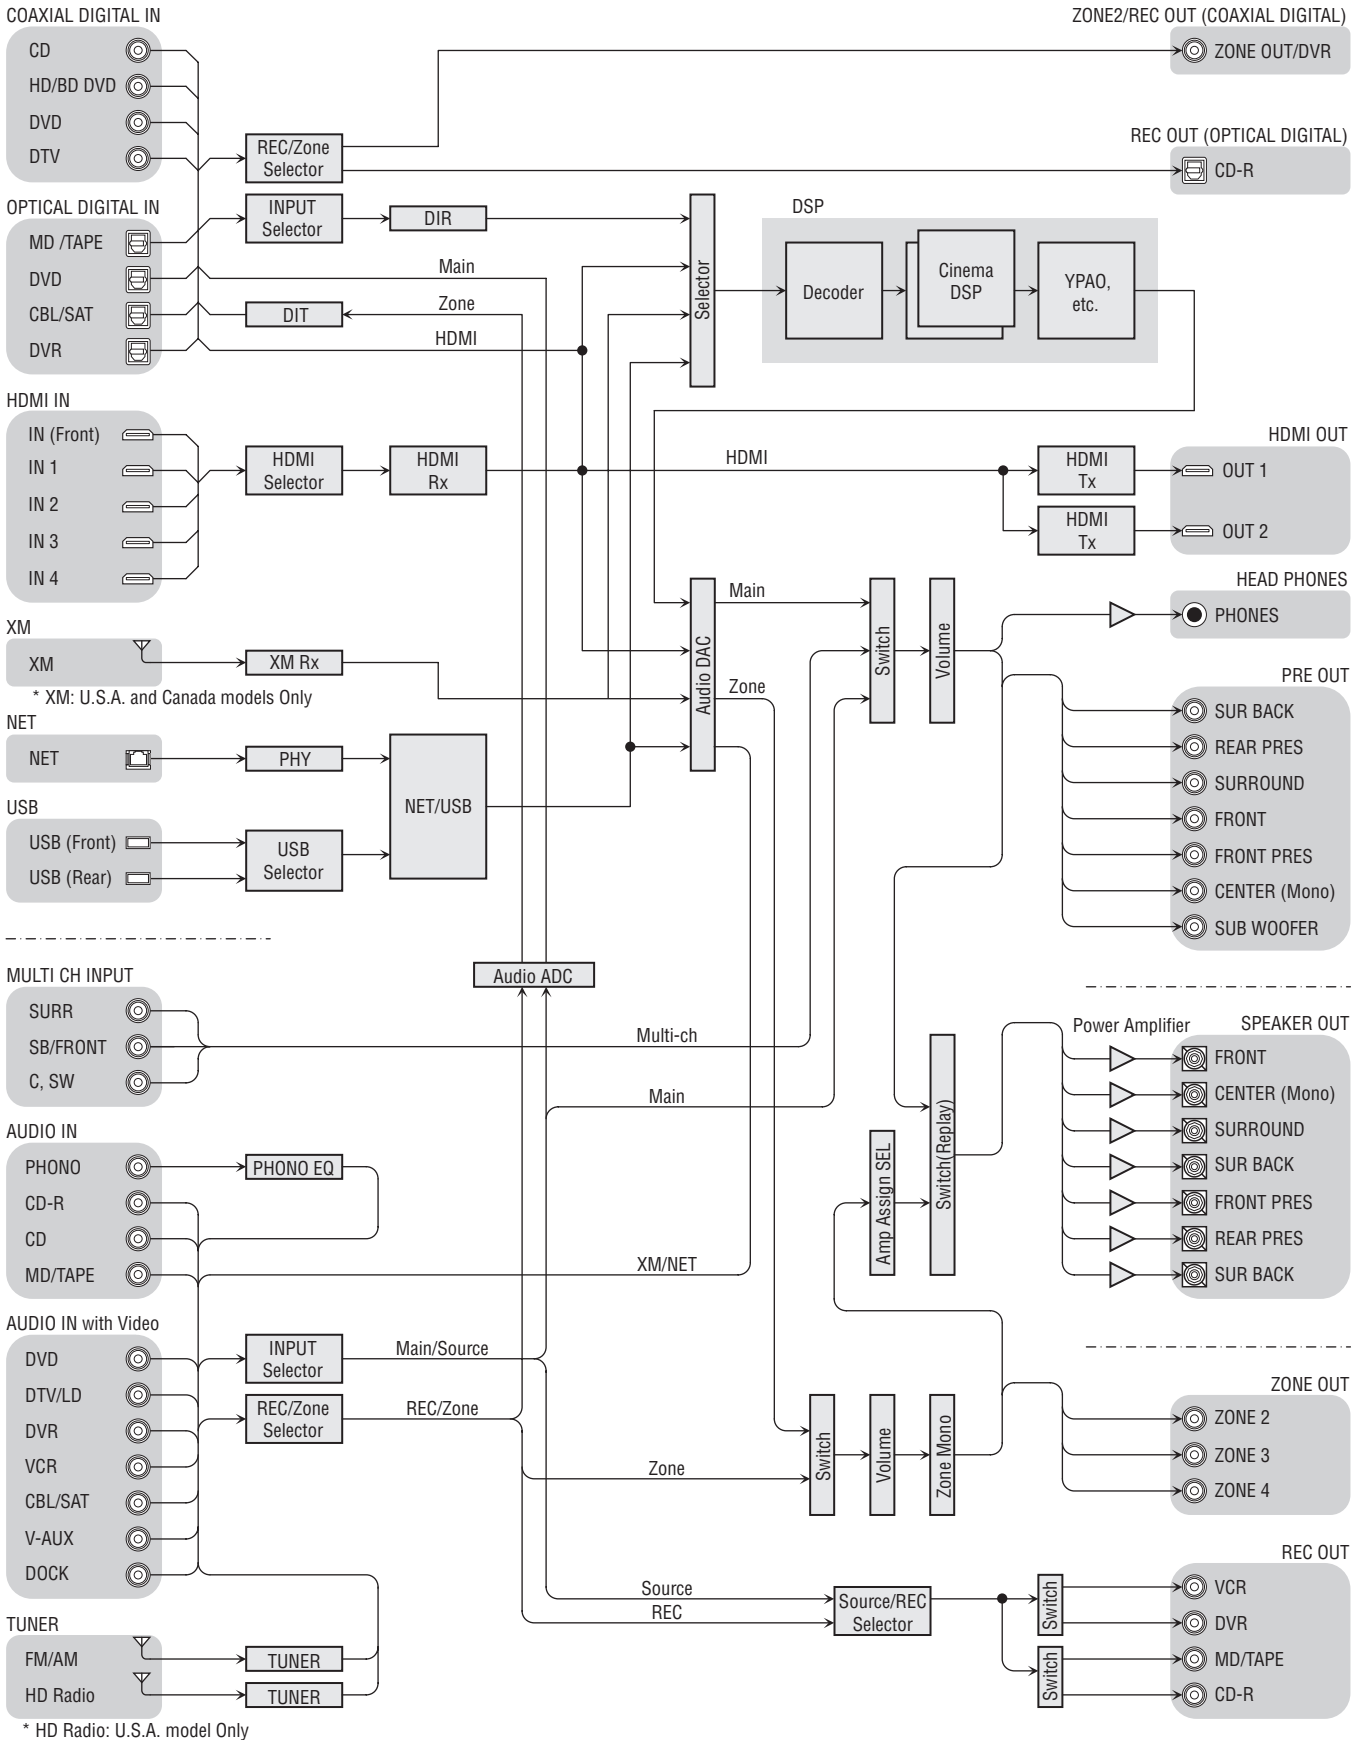 COAXIAL DIGITAL IN
CD
HD/BD DVD
DVD
DTV
OPTICAL DIGITAL IN
MD /TAPE
DVD
CBL/SAT
DVR
HDMI IN
IN (Front)
IN 1
IN 2
IN 3
IN 4
XM
XM
* XM: U.S.A. and Canada models Only
NET
NET
USB
USB (Front)
USB (Rear)
MULTI CH INPUT
SURR
SB/FRONT
C, SW
AUDIO IN
PHONO
CD-R
CD
MD/TAPE
AUDIO IN with Video
DVD
DTV/LD
DVR
VCR
CBL/SAT
V-AUX
DOCK
TUNER
FM/AM
HD Radio
* HD Radio: U.S.A. model Only
REC/Zone
Selector
INPUT
Selector
DIR
Main
Zone
DIT
HDMI
HDMI
Selector
HDMI
Rx
XM Rx
PHY
NET/USB
USB
Selector
Audio ADC
PHONO EQ
INPUT
Selector
Main/Source
REC/Zone
Selector
REC/Zone
TUNER
TUNER
Selector
DSP
Decoder
Cinema
DSP
YPAO,
etc.
HDMI
HDMI
Tx
HDMI
Tx
Audio DAC
Main
Zone
Switch
Volume
Multi-ch
Main
XM/NET
Amp Assign SEL
Switch(Replay)
Zone
Switch
Volume
Zone Mono
Source
REC
Source/REC
Selector
Switch
Switch
ZONE2/REC OUT (COAXIAL DIGITAL)
ZONE OUT/DVR
REC OUT (OPTICAL DIGITAL)
CD-R
HDMI OUT
OUT 1
OUT 2
HEAD PHONES
PHONES
PRE OUT
SUR BACK
REAR PRES
SURROUND
FRONT
FRONT PRES
CENTER (Mono)
SUB WOOFER
Power Amplifier
SPEAKER OUT
FRONT
CENTER (Mono)
SURROUND
SUR BACK
FRONT PRES
REAR PRES
SUR BACK
ZONE OUT
ZONE 2
ZONE 3
ZONE 4
REC OUT
VCR
DVR
MD/TAPE
CD-R